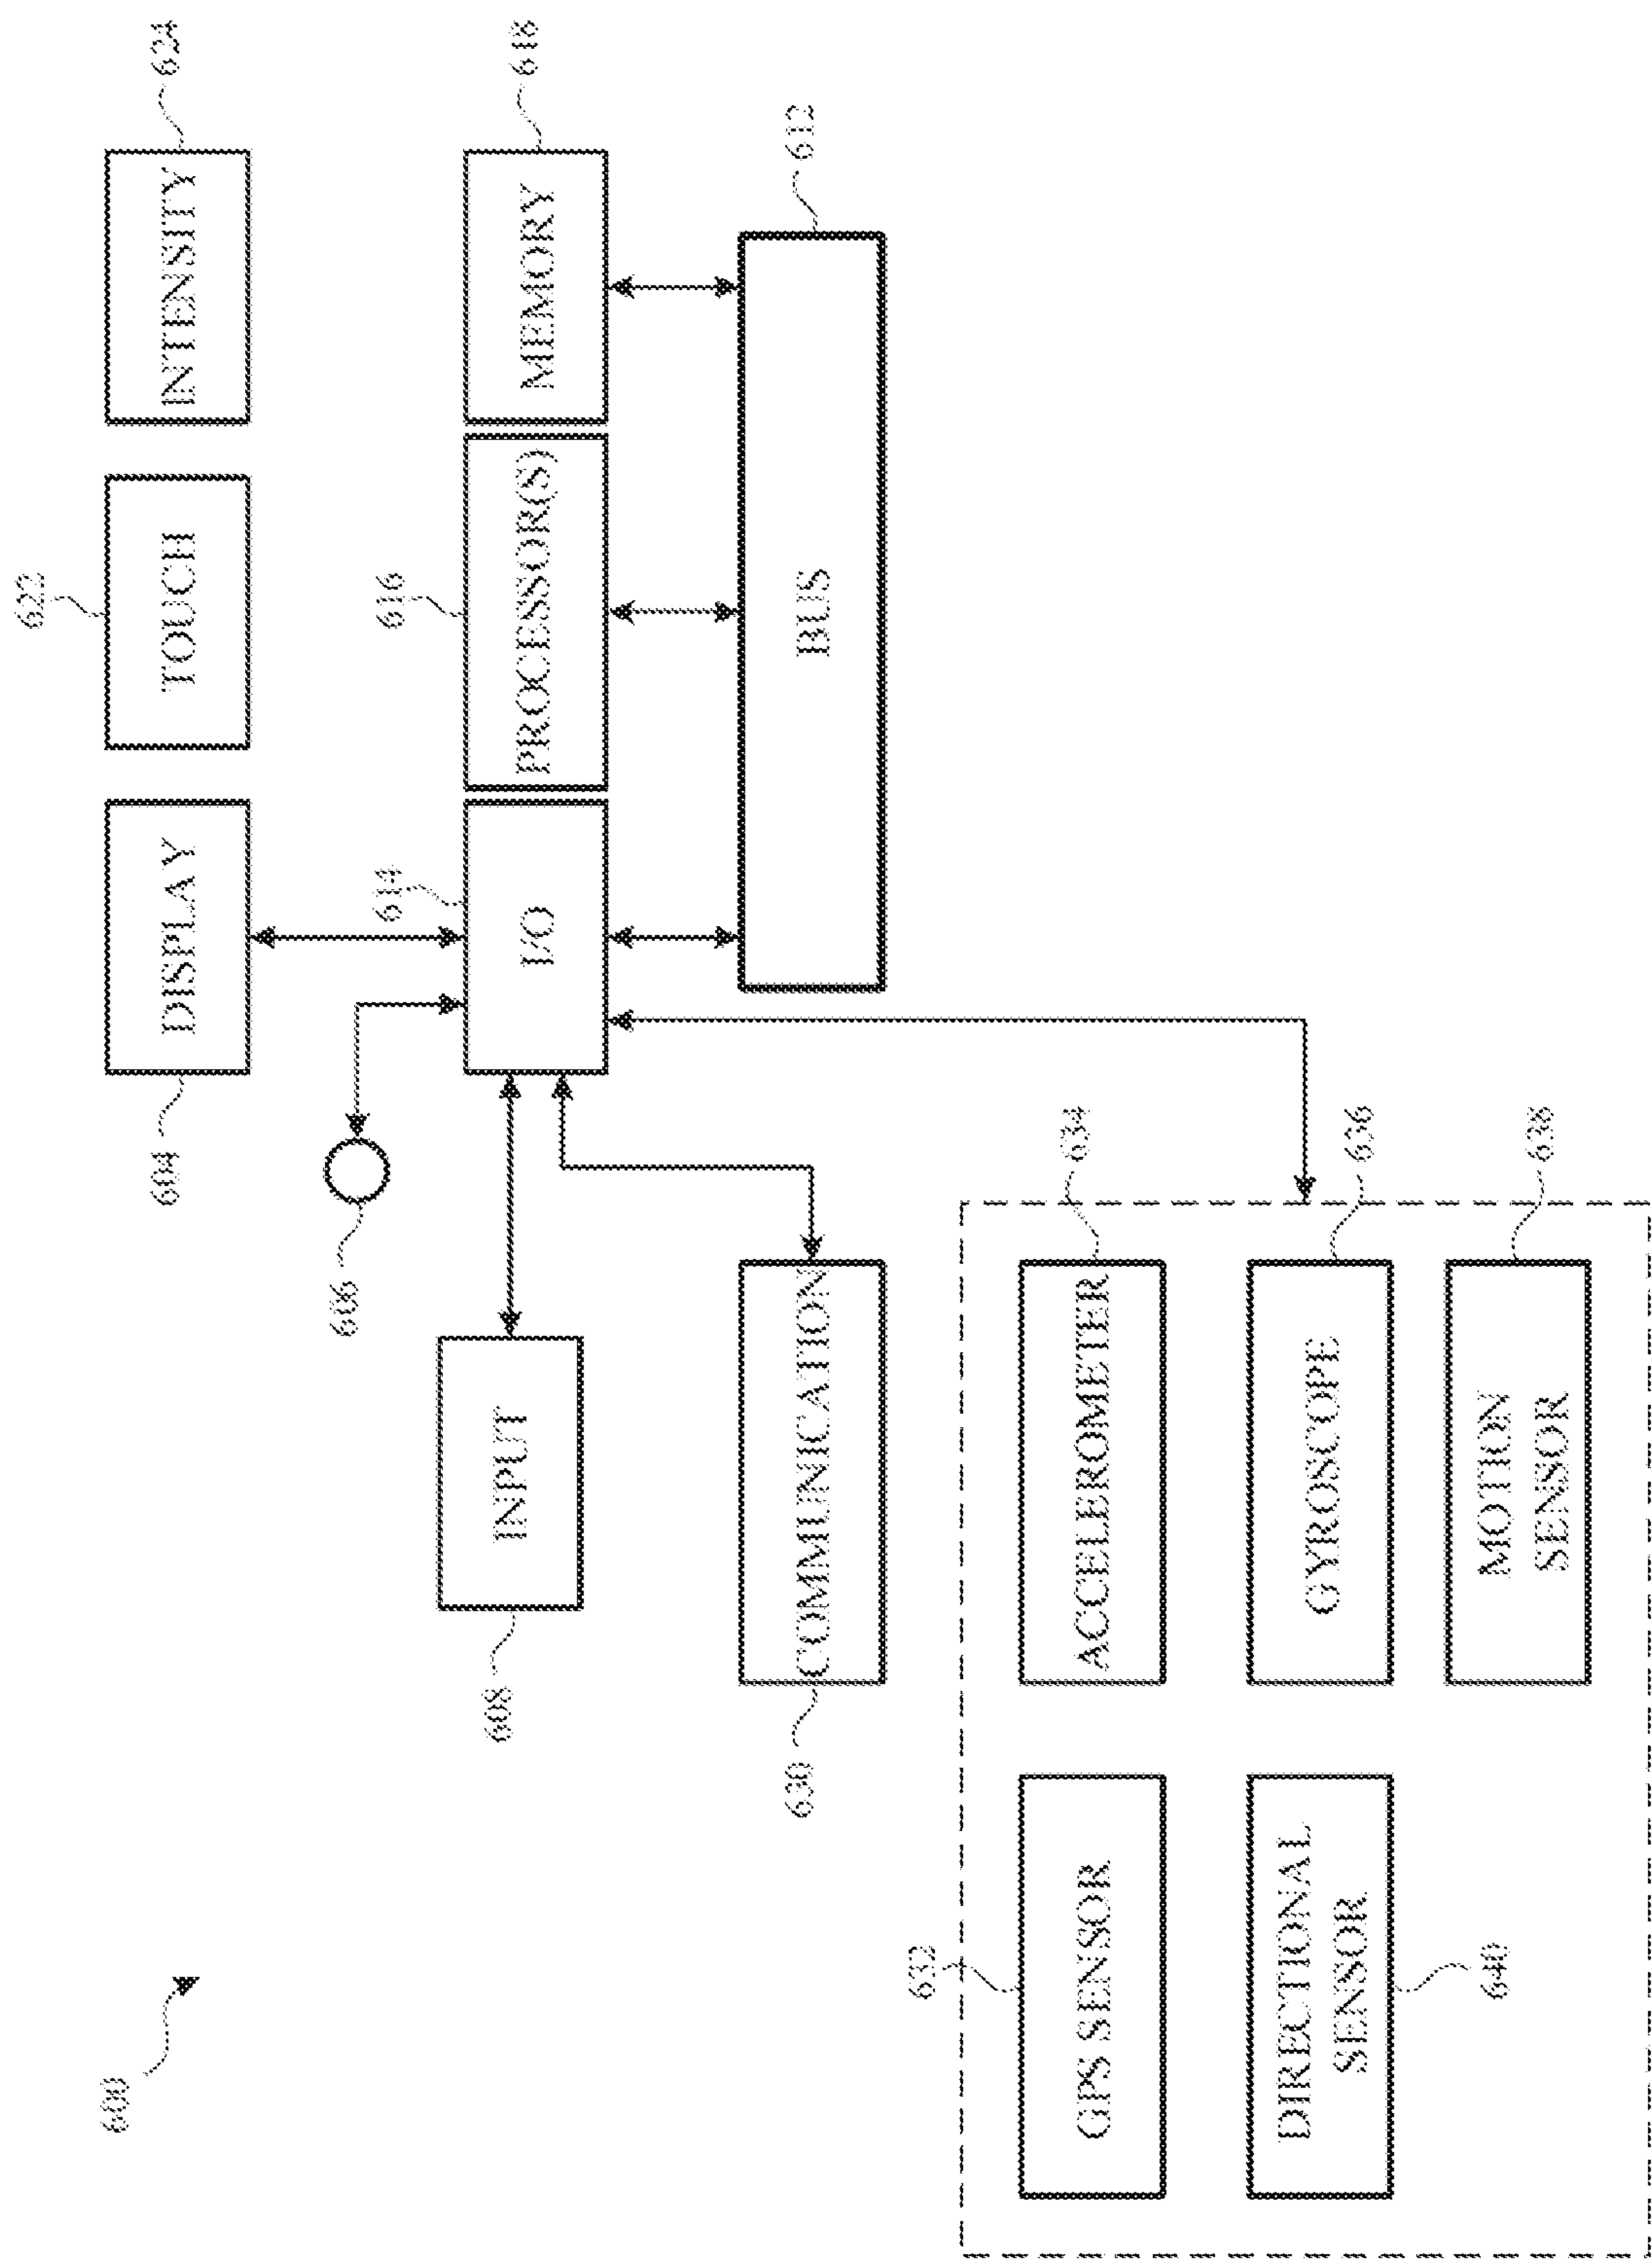 600
622
604
DISPLAY
TOUCH
INTENSITY
624
606
614
616
608
INPUT
I/O
PROCESSOR(S)
MEMORY
618
630
COMMUNICATION
BUS
612
632
GPS SENSOR
ACCELEROMETER
634
DIRECTIONAL
SENSOR
GYROSCOPE
636
640
MOTION
SENSOR
638